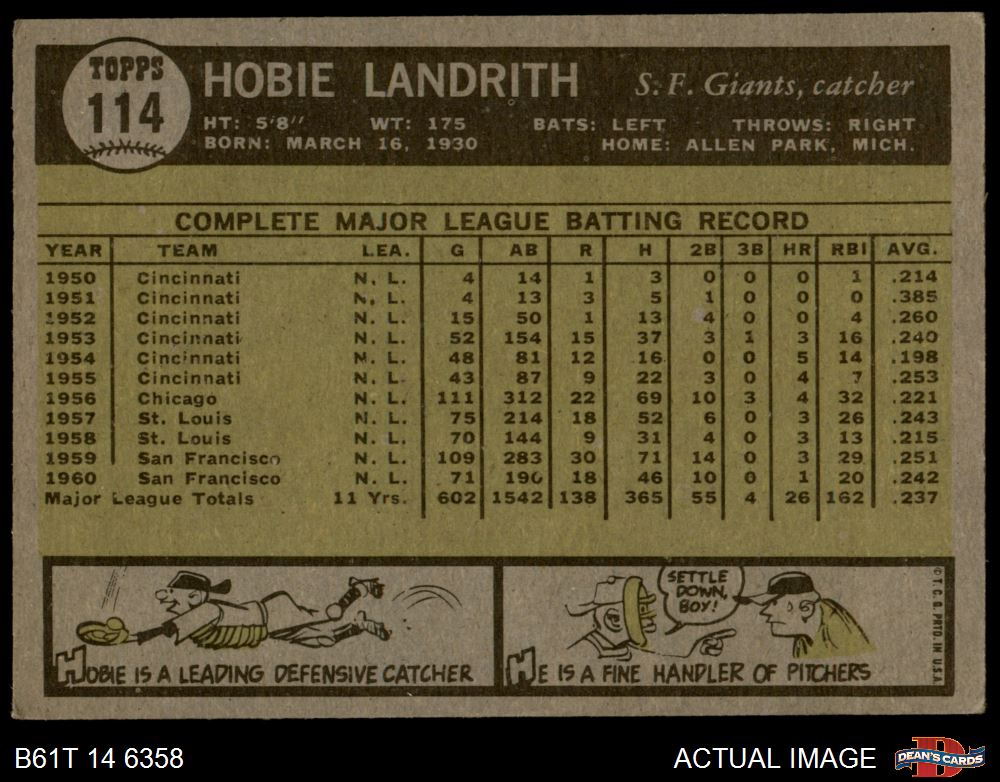 TOPPS
114
HOBIE LANDRITH
S. F. Giants, catcher
HT: 5'8" WT: 175 BATS: LEFT THROWS: RIGHT
BORN: MARCH 16, 1930 HOME: ALLEN PARK, MICH.
COMPLETE MAJOR LEAGUE BATTING RECORD
YEAR TEAM LEA. G AB R H 2B 3B HR RBI AVG.
1950 Cincinnati N. L. 4 14 1 3 0 0 0 1 .214
1951 Cincinnati N. L. 4 13 3 5 1 0 0 0 .385
1952 Cincinnati N. L. 15 50 1 13 4 0 0 4 .260
1953 Cincinnati N. L. 52 154 15 37 3 1 3 16 .240
1954 Cincinnati N. L. 48 81 12 16 0 0 5 14 .198
1955 Cincinnati N. L. 43 87 9 22 3 0 4 7 .253
1956 Chicago N. L. 111 312 22 69 10 3 4 32 .221
1957 St. Louis N. L. 75 214 18 52 6 0 3 26 .243
1958 St. Louis N. L. 70 144 9 31 4 0 3 13 .215
1959 San Francisco N. L. 109 283 30 71 14 0 3 29 .251
1960 San Francisco N. L. 71 190 18 46 10 0 1 20 .242
Major League Totals 11 Yrs. 602 1542 138 365 55 4 26 162 .237
SETTLE
DOWN,
BOY!
HOBIE IS A LEADING DEFENSIVE CATCHER
HE IS A FINE HANDLER OF PITCHERS
© T. C. G. PRTD. IN U.S.A.
B61T 14 6358
ACTUAL IMAGE
D
DEAN'S CARDS